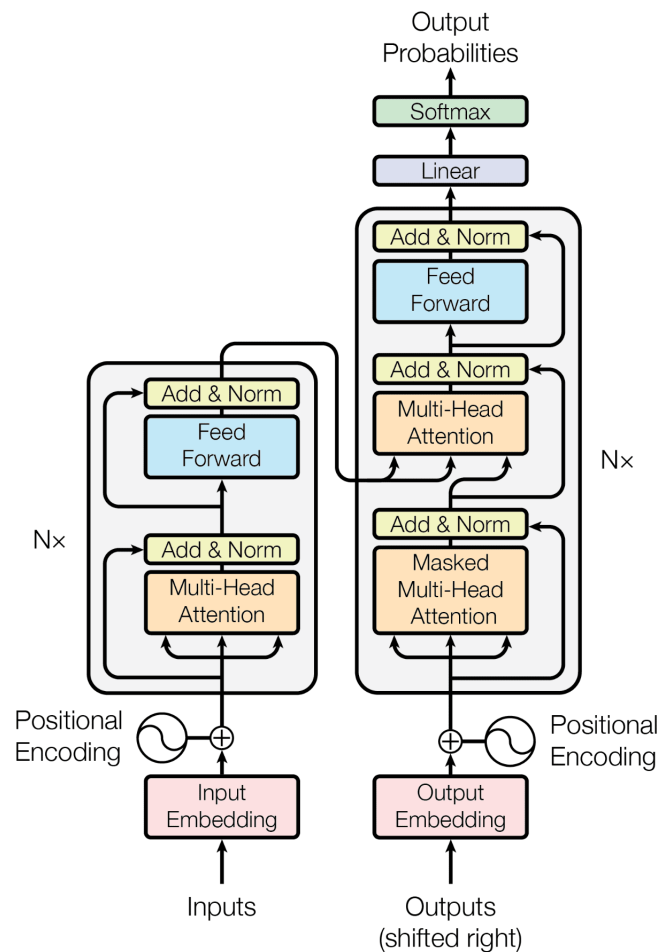 Output
Probabilities
Softmax
Linear
Add & Norm
Feed
Forward
Add & Norm
Multi-Head
Attention
Add & Norm
Masked
Multi-Head
Attention
N×
Add & Norm
Feed
Forward
N×
Add & Norm
Multi-Head
Attention
Positional
Encoding
Input
Embedding
Inputs
Positional
Encoding
Output
Embedding
Outputs
(shifted right)